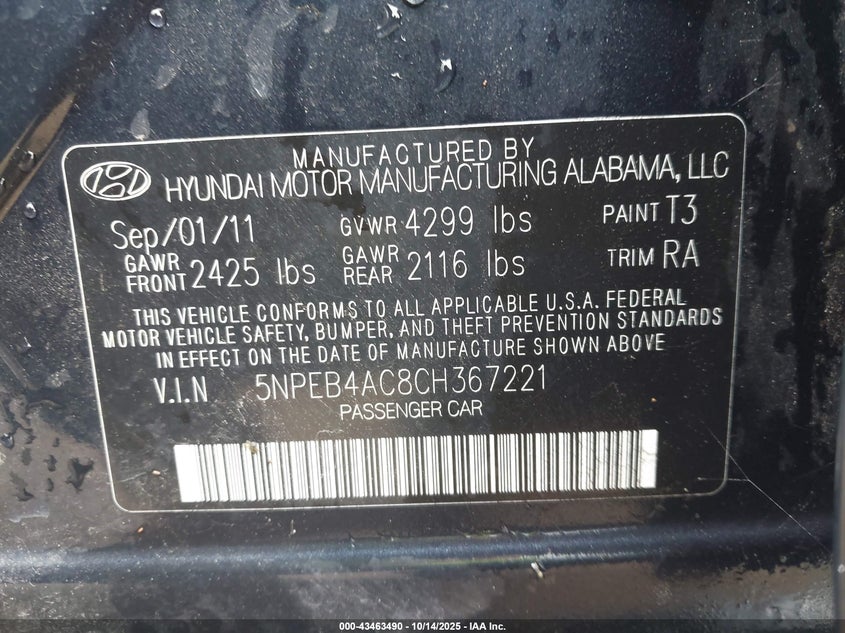 MANUFACTURED BY
HYUNDAI MOTOR MANUFACTURING ALABAMA, LLC
Sep/01/11 GVWR 4299 lbs PAINT T3
GAWR FRONT 2425 lbs GAWR REAR 2116 lbs TRIM RA
THIS VEHICLE CONFORMS TO ALL APPLICABLE U.S.A. FEDERAL
MOTOR VEHICLE SAFETY, BUMPER, AND THEFT PREVENTION STANDARDS
IN EFFECT ON THE DATE OF MANUFACTURE SHOWN ABOVE
V.I.N 5NPEB4AC8CH367221
PASSENGER CAR
000-43463490 - 10/14/2025 - IAA Inc.